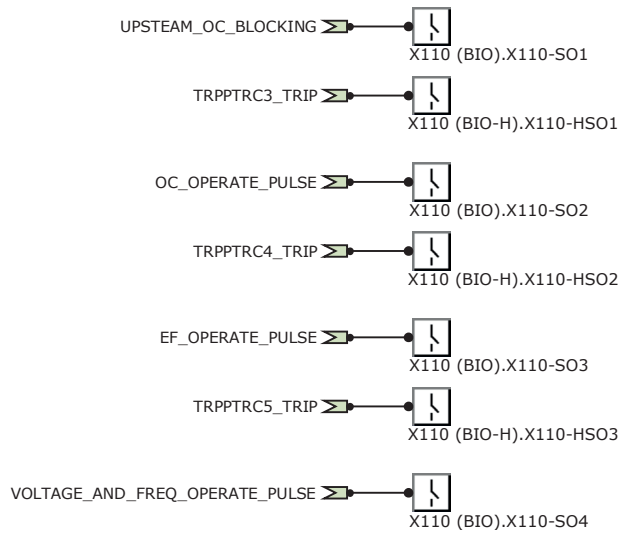 UPSTEAM_OC_BLOCKING
X110 (BIO).X110-SO1
TRPPTRC3_TRIP
X110 (BIO-H).X110-HSO1
OC_OPERATE_PULSE
X110 (BIO).X110-SO2
TRPPTRC4_TRIP
X110 (BIO-H).X110-HSO2
EF_OPERATE_PULSE
X110 (BIO).X110-SO3
TRPPTRC5_TRIP
X110 (BIO-H).X110-HSO3
VOLTAGE_AND_FREQ_OPERATE_PULSE
X110 (BIO).X110-SO4